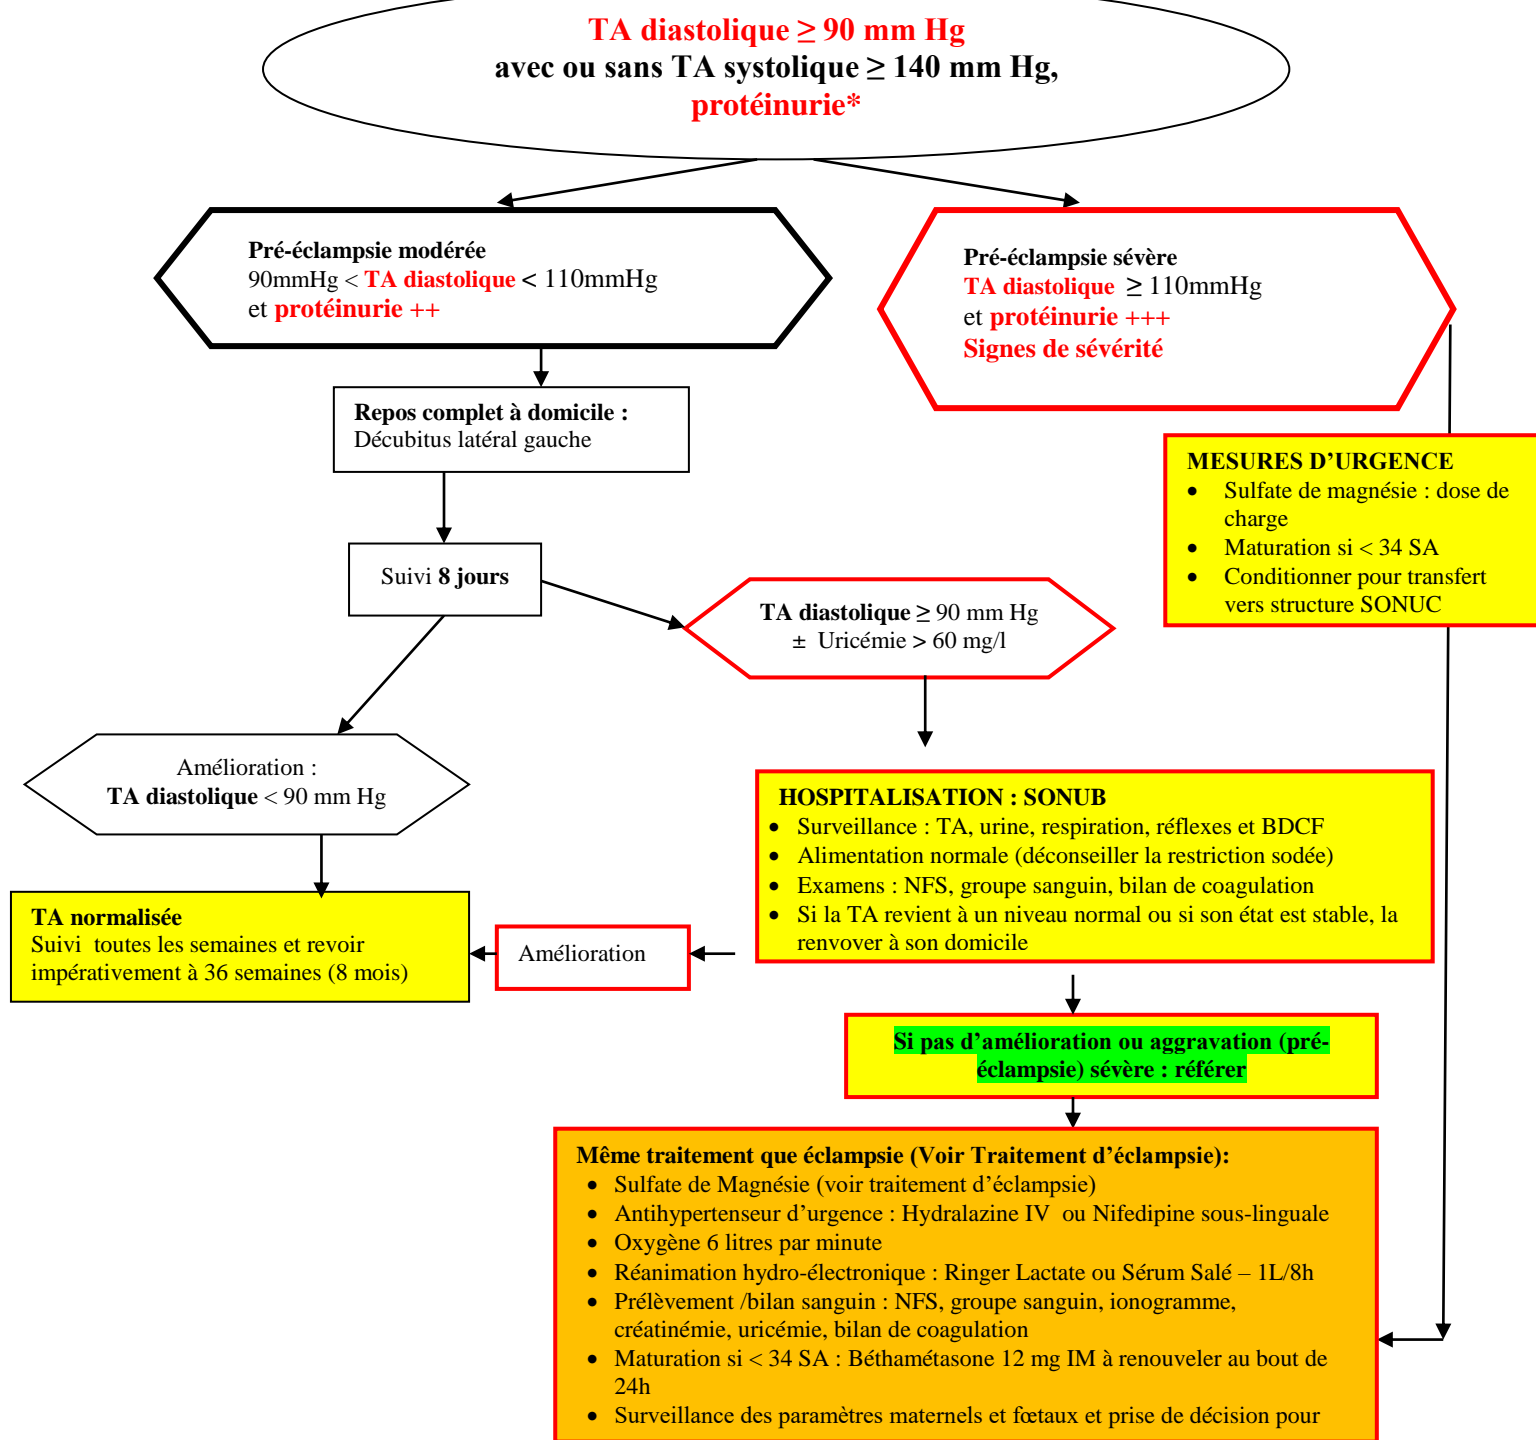 TA diastolique ≥ 90 mm Hg
avec ou sans TA systolique ≥ 140 mm Hg,
protéinurie*
Pré-éclampsie modérée
90mmHg < TA diastolique < 110mmHg
et protéinurie ++
Pré-éclampsie sévère
TA diastolique ≥ 110mmHg
et protéinurie +++
Signes de sévérité
Repos complet à domicile :
Décubitus latéral gauche
MESURES D’URGENCE
• Sulfate de magnésie : dose de
charge
• Maturation si < 34 SA
• Conditionner pour transfert
vers structure SONUC
Suivi 8 jours
TA diastolique ≥ 90 mm Hg
± Uricémie > 60 mg/l
Amélioration :
TA diastolique < 90 mm Hg
HOSPITALISATION : SONUB
• Surveillance : TA, urine, respiration, réflexes et BDCF
• Alimentation normale (déconseiller la restriction sodée)
• Examens : NFS, groupe sanguin, bilan de coagulation
• Si la TA revient à un niveau normal ou si son état est stable, la
renvover à son domicile
TA normalisée
Suivi toutes les semaines et revoir
impérativement à 36 semaines (8 mois)
Amélioration
Si pas d’amélioration ou aggravation (pré-
éclampsie) sévère : référer
Même traitement que éclampsie (Voir Traitement d’éclampsie):
• Sulfate de Magnésie (voir traitement d’éclampsie)
• Antihypertenseur d’urgence : Hydralazine IV ou Nifedipine sous-linguale
• Oxygène 6 litres par minute
• Réanimation hydro-électronique : Ringer Lactate ou Sérum Salé – 1L/8h
• Prélèvement /bilan sanguin : NFS, groupe sanguin, ionogramme,
créatinémie, uricémie, bilan de coagulation
• Maturation si < 34 SA : Béthamétasone 12 mg IM à renouveler au bout de
24h
• Surveillance des paramètres maternels et fœtaux et prise de décision pour